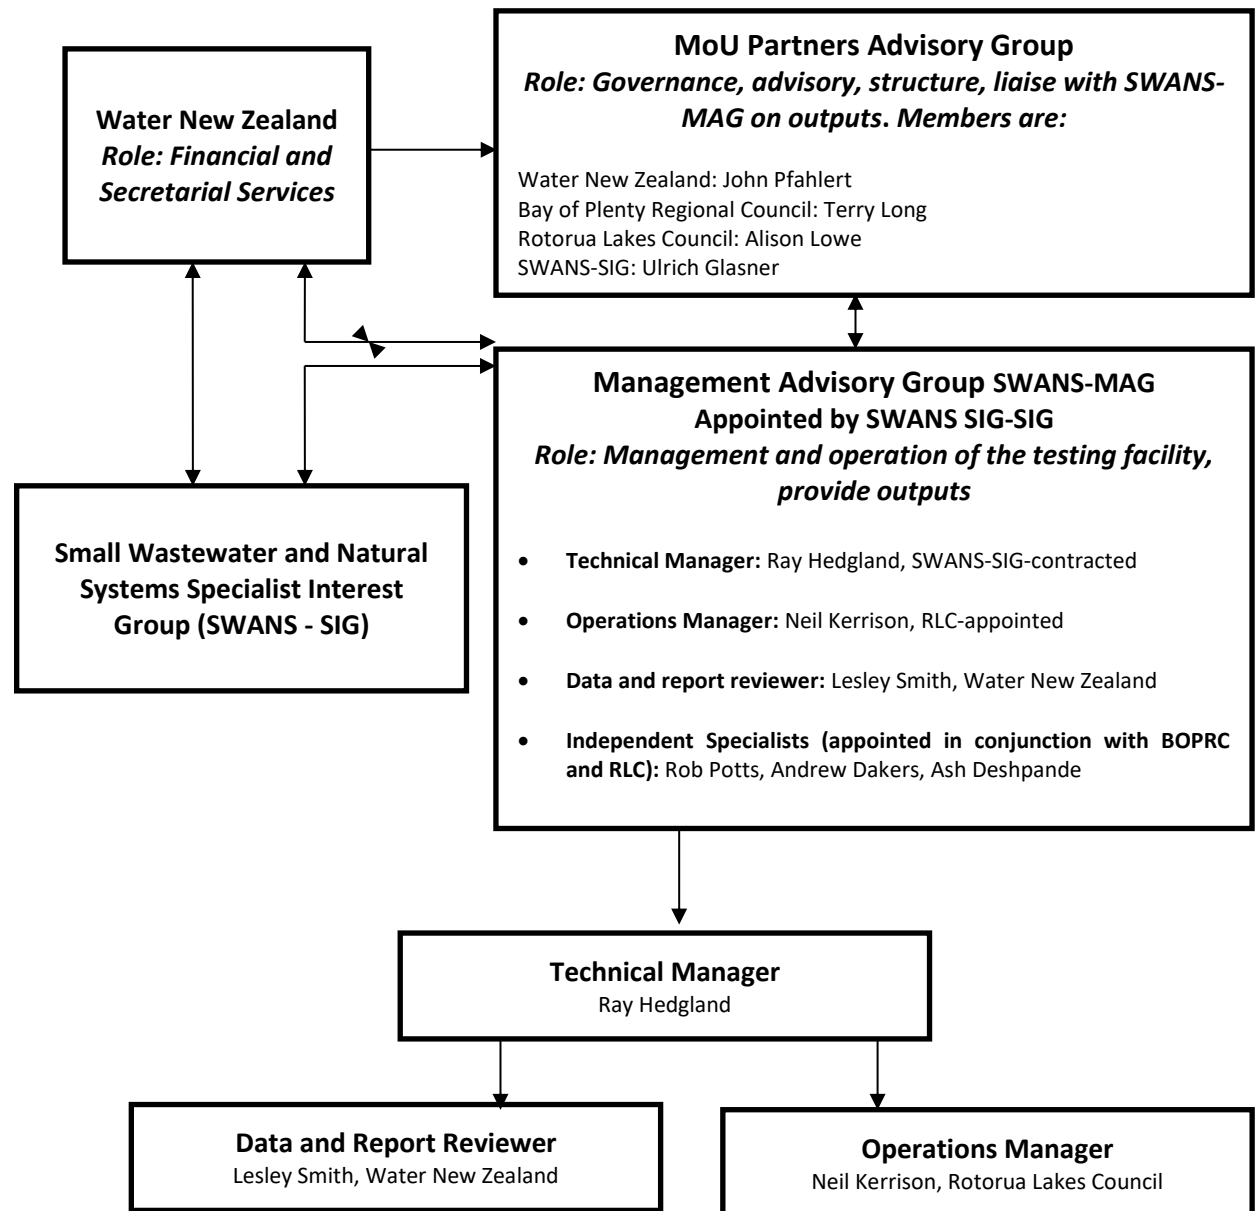 Water New Zealand
Role: Financial and
Secretarial Services
MoU Partners Advisory Group
Role: Governance, advisory, structure, liaise with SWANS-
MAG on outputs. Members are:
Water New Zealand: John Pfahlert
Bay of Plenty Regional Council: Terry Long
Rotorua Lakes Council: Alison Lowe
SWANS-SIG: Ulrich Glasner
Small Wastewater and Natural
Systems Specialist Interest
Group (SWANS - SIG)
Management Advisory Group SWANS-MAG
Appointed by SWANS SIG-SIG
Role: Management and operation of the testing facility,
provide outputs
• Technical Manager: Ray Hedgland, SWANS-SIG-contracted
• Operations Manager: Neil Kerrison, RLC-appointed
• Data and report reviewer: Lesley Smith, Water New Zealand
• Independent Specialists (appointed in conjunction with BOPRC
and RLC): Rob Potts, Andrew Dakers, Ash Deshpande
Technical Manager
Ray Hedgland
Data and Report Reviewer
Lesley Smith, Water New Zealand
Operations Manager
Neil Kerrison, Rotorua Lakes Council